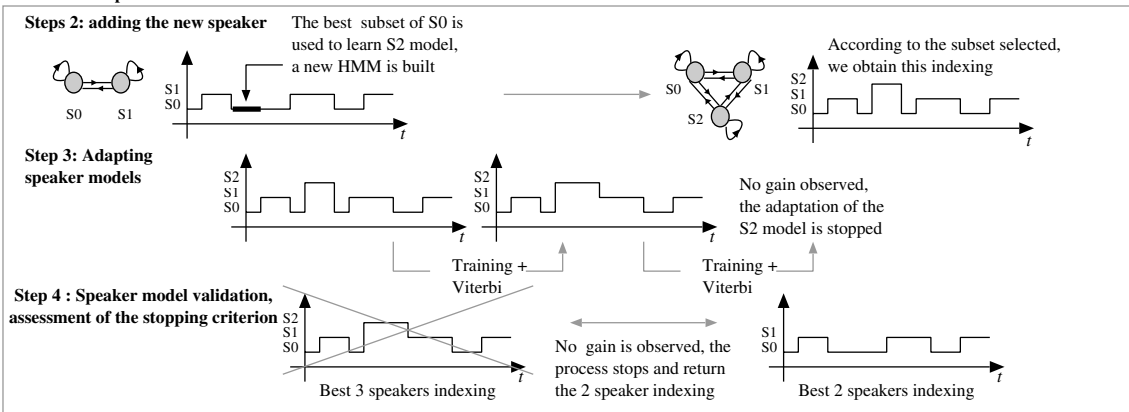 Steps 2: adding the new speaker
The best subset of S0 is
used to learn S2 model,
a new HMM is built
S0 S1
S1
S0
t
S0 S1
S2
According to the subset selected,
we obtain this indexing
S2
S1
S0
t
Step 3: Adapting
speaker models
S2
S1
S0
t
S2
S1
S0
t
No gain observed,
the adaptation of the
S2 model is stopped
Training +
Viterbi
Training +
Viterbi
Step 4 : Speaker model validation,
assessment of the stopping criterion
S2
S1
S0
t
Best 3 speakers indexing
No gain is observed, the
process stops and return
the 2 speaker indexing
S1
S0
t
Best 2 speakers indexing